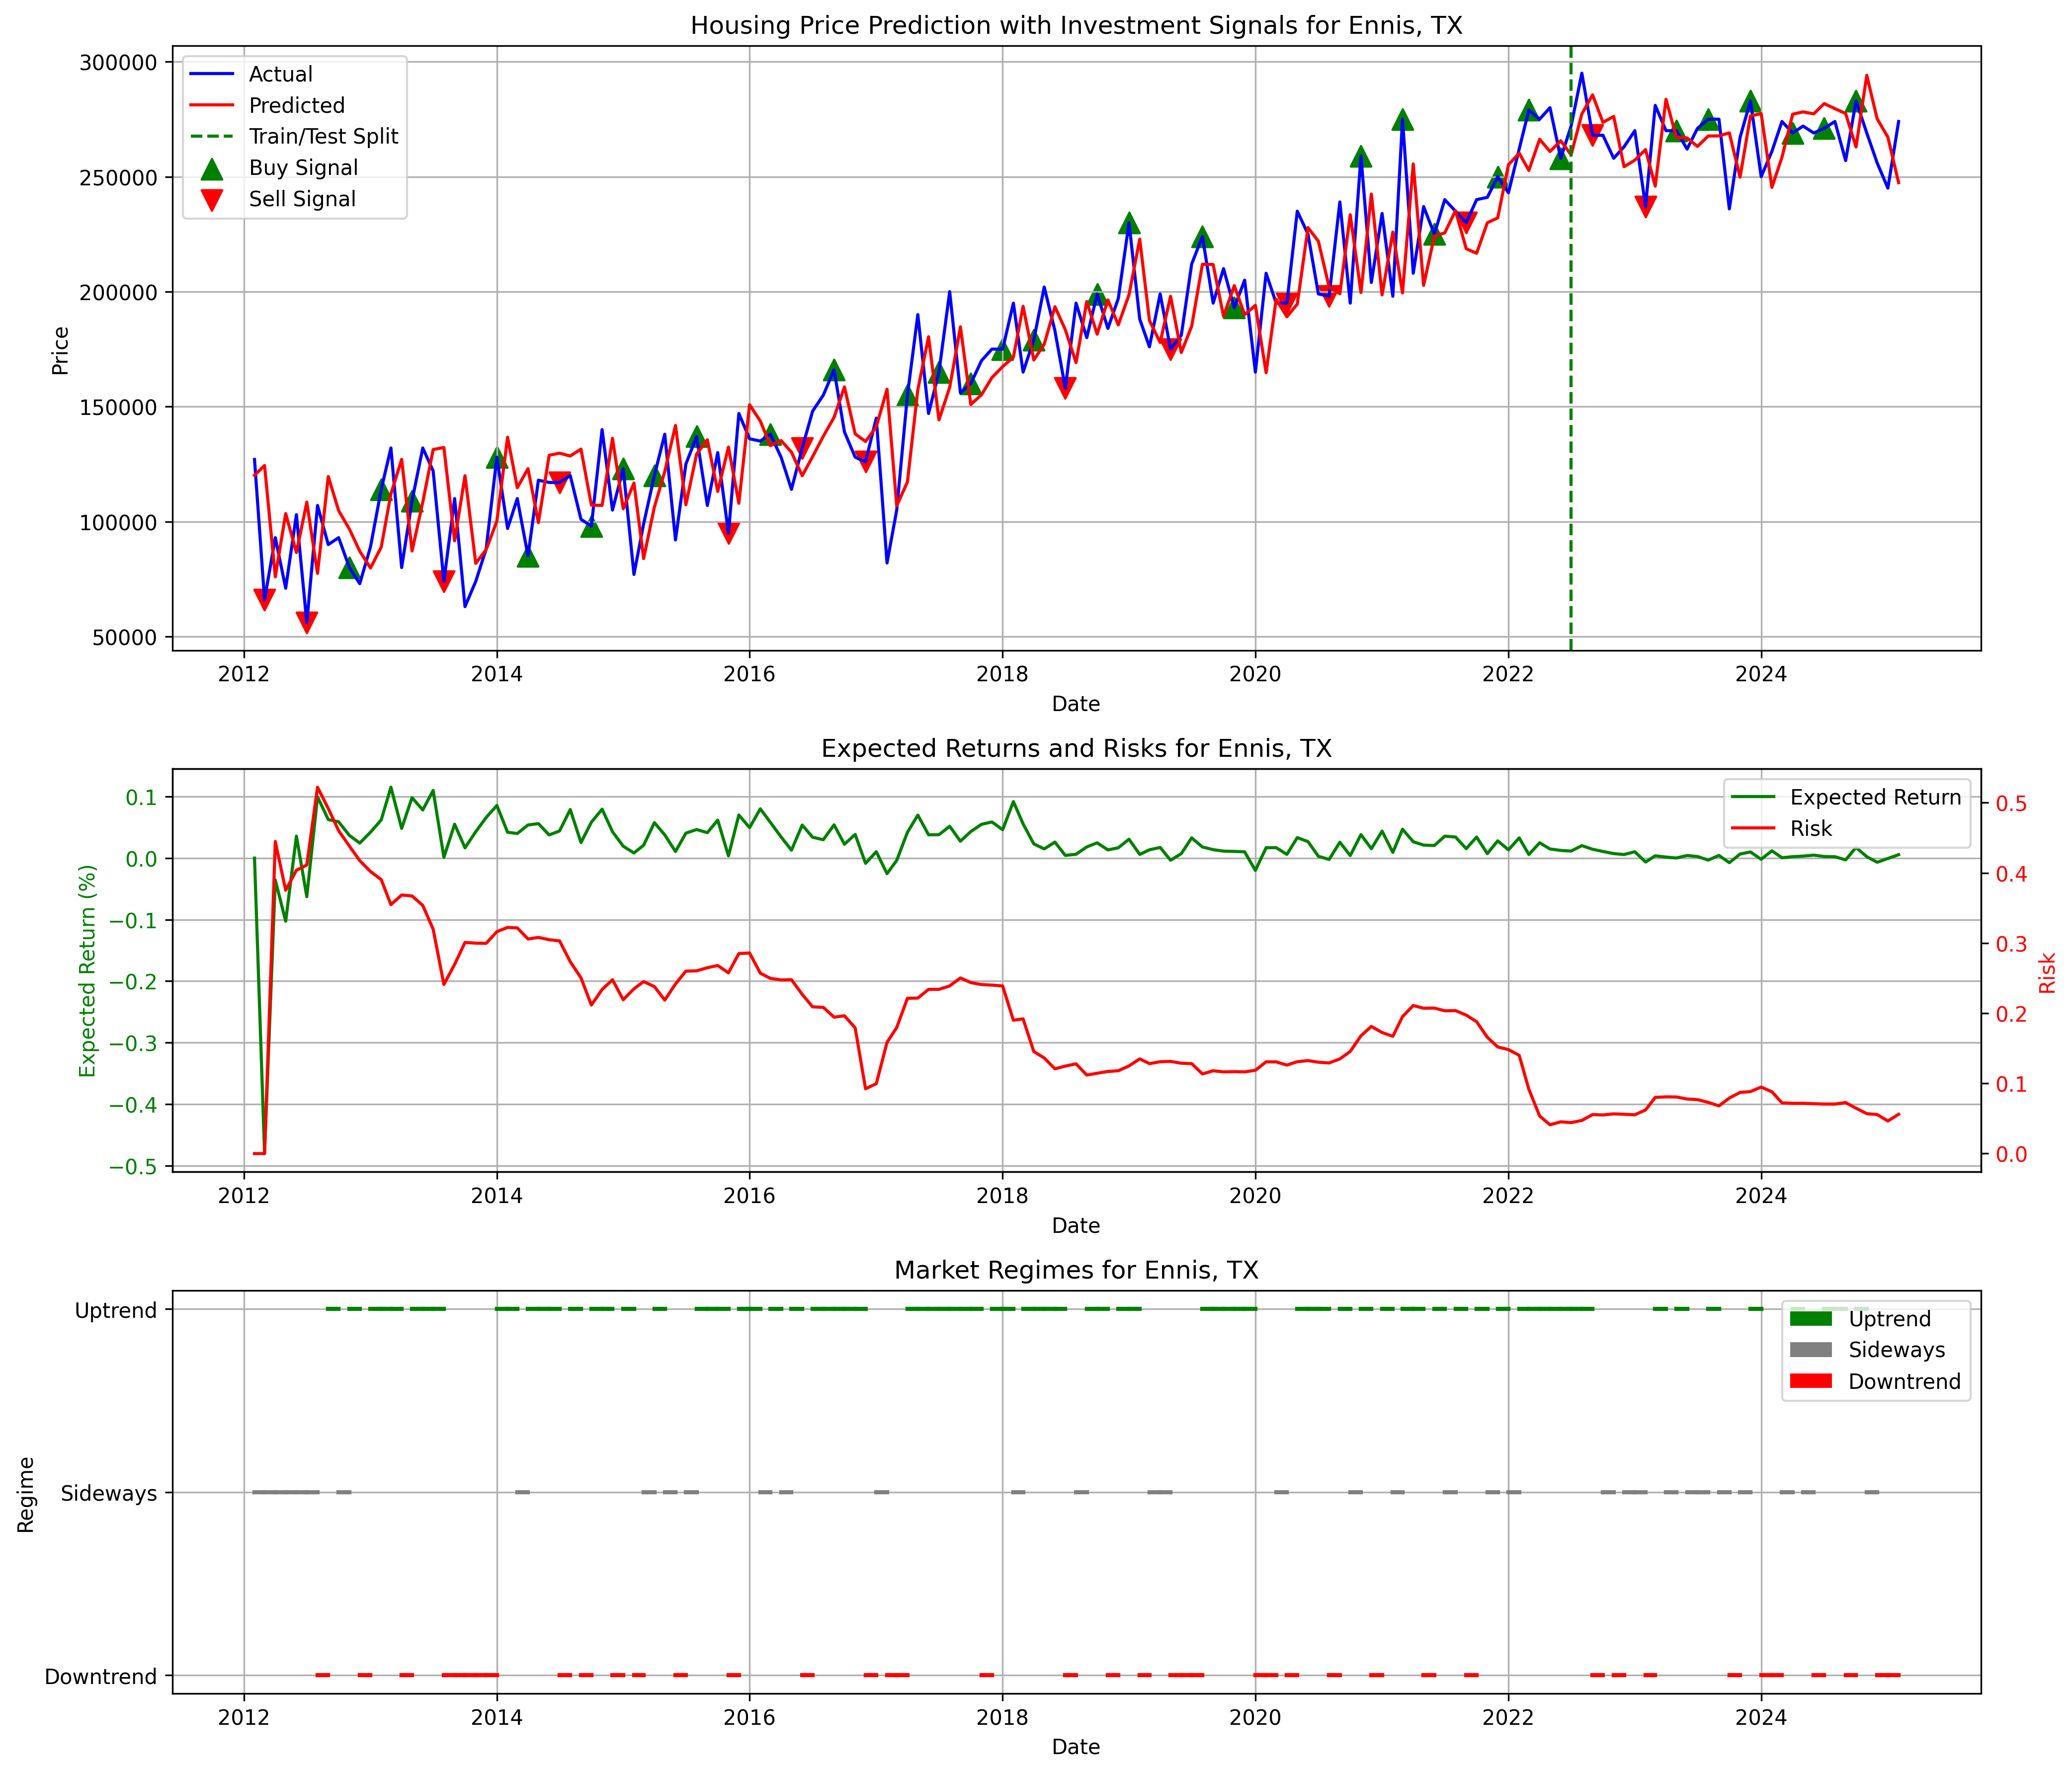 Housing Price Prediction with Investment Signals for Ennis, TX
Actual
Predicted
Train/Test Split
Buy Signal
Sell Signal
Price
300000
250000
200000
150000
100000
50000
2012 2014 2016 2018 2020 2022 2024
Date
Expected Returns and Risks for Ennis, TX
Expected Return
Risk
Expected Return (%)
0.1
0.0
−0.1
−0.2
−0.3
−0.4
−0.5
0.5
0.4
0.3
0.2
0.1
0.0
Risk
2012 2014 2016 2018 2020 2022 2024
Date
Market Regimes for Ennis, TX
Uptrend
Sideways
Downtrend
Regime
Uptrend
Sideways
Downtrend
2012 2014 2016 2018 2020 2022 2024
Date